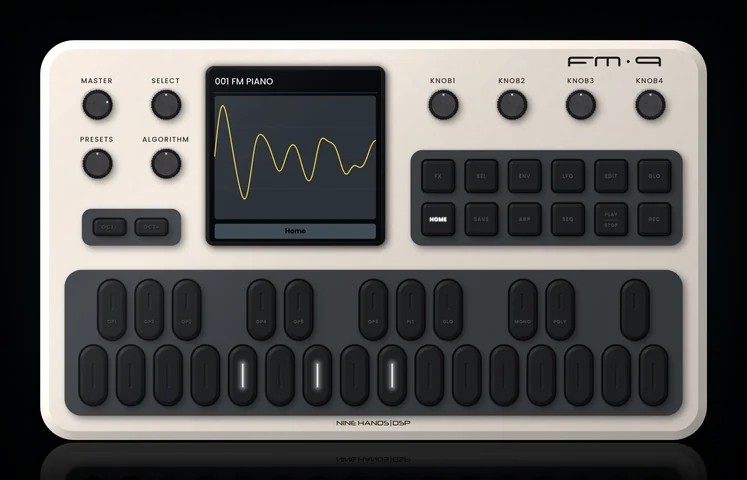 FM·9
MASTER
SELECT
001 FM PIANO
KNOB1
KNOB2
KNOB3
KNOB4
PRESETS
ALGORITHM
FX
SEL
ENV
LFO
EDIT
HOME
SAVE
ARP
SEQ
PLAY
STOP
REC
OCT-
OCT+
Home
OP1
OP2
OP3
OP4
OP5
OP6
PIT
MONO
POLY
NINE HANDS|DSP